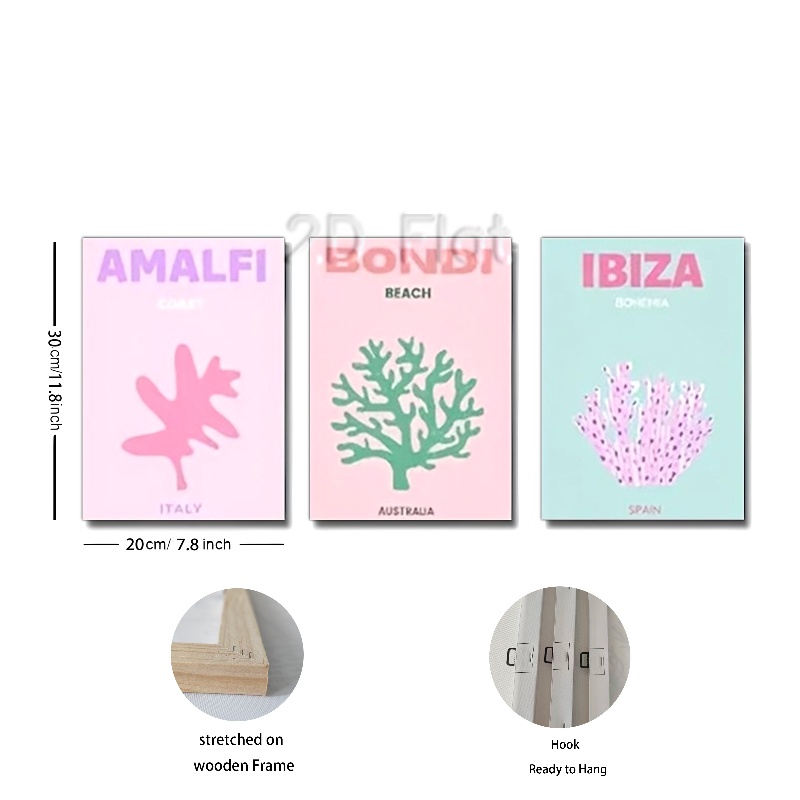 2D Flat
AMALFI
COAST
ITALY
BONDI
BEACH
AUSTRALIA
IBIZA
BOHEMIA
SPAIN
30cm/11.8inch
20cm/ 7.8 inch
stretched on
wooden Frame
Hook
Ready to Hang